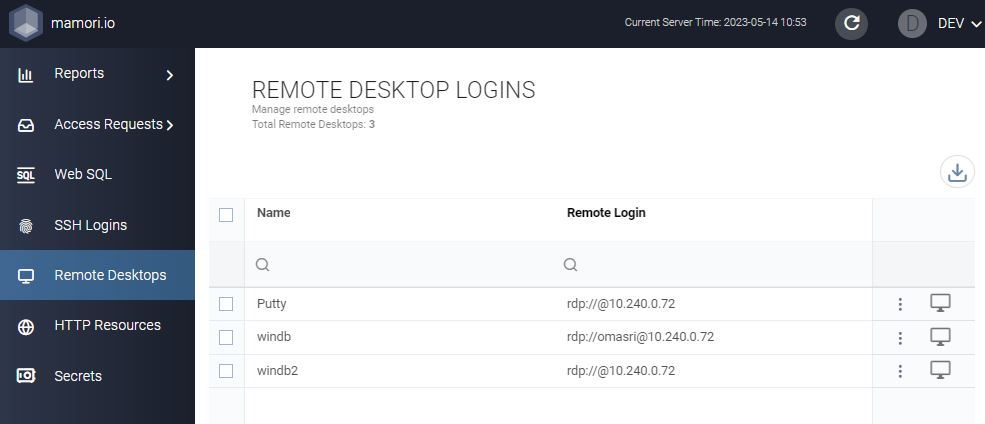 mamori.io
Current Server Time: 2023-05-14 10:53
D
DEV
Reports
Access Requests
SQL
Web SQL
SSH Logins
Remote Desktops
HTTP Resources
Secrets
REMOTE DESKTOP LOGINS
Manage remote desktops
Total Remote Desktops: 3
Name Remote Login
Putty rdp://@10.240.0.72
windb rdp://omasri@10.240.0.72
windb2 rdp://@10.240.0.72